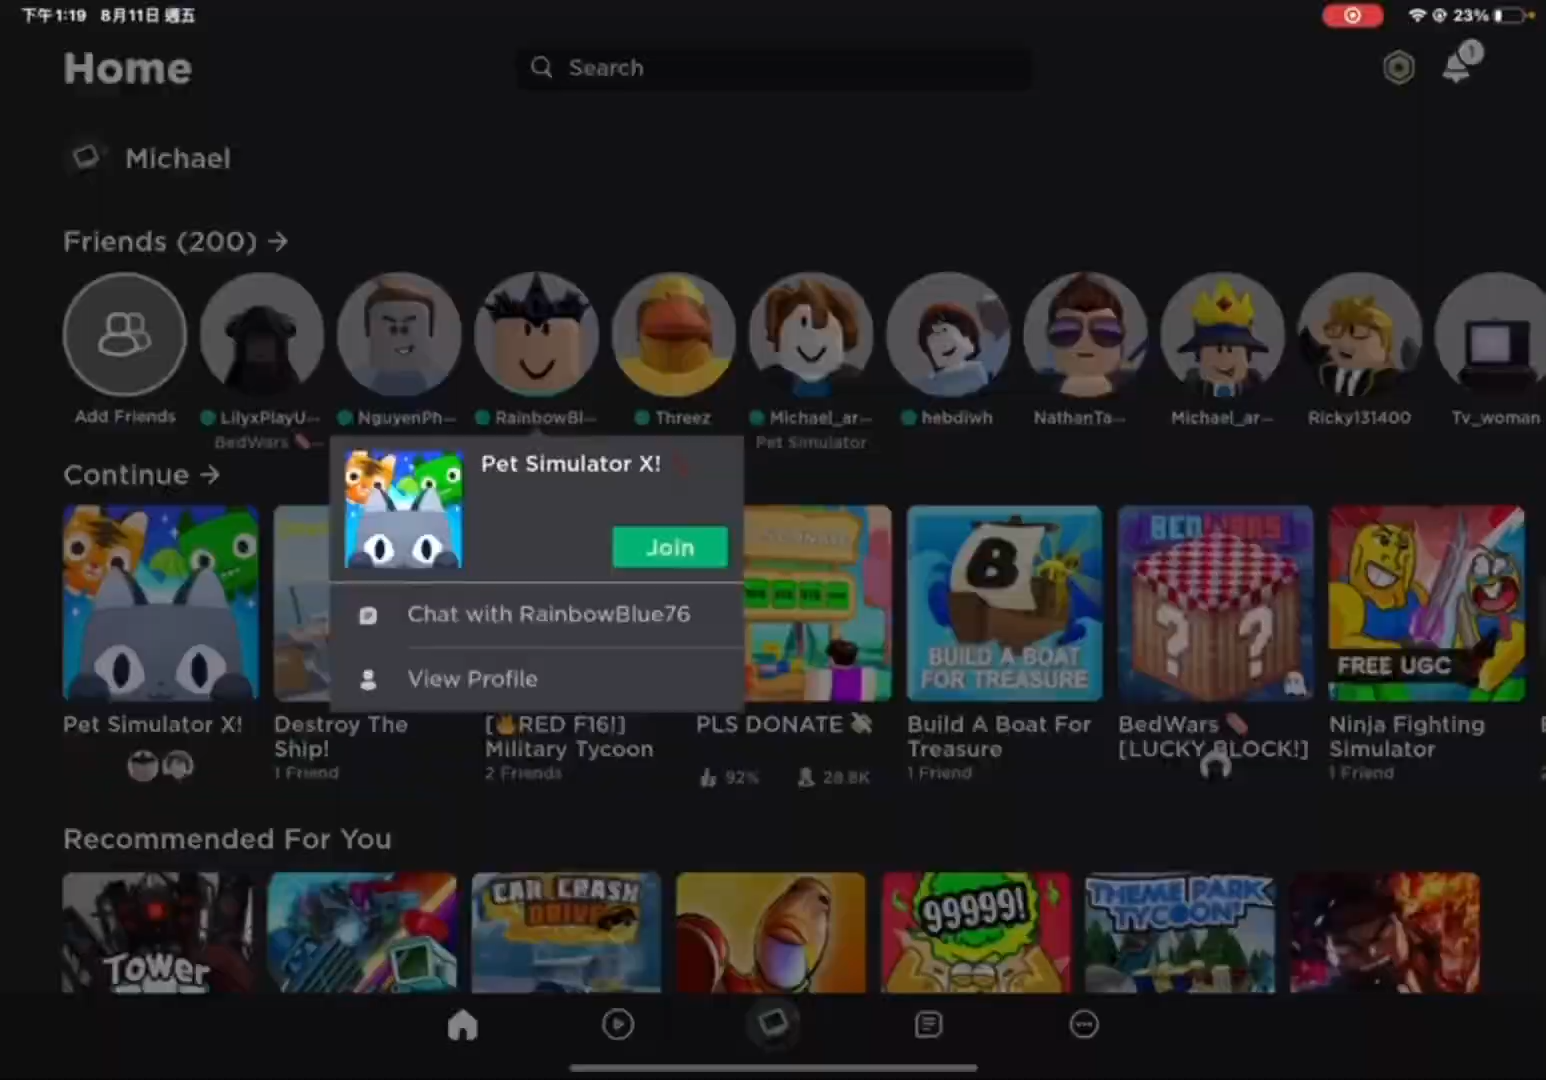 下午1:19 8月11日 週五
23%
Home
Search
1
Michael
Friends (200) →
Add Friends
LilyxPlayU--
NguyenPh--
RainbowBl--
Threez
Michael_ar--
hebdiwh
NathanTa--
Michael_ar--
Ricky131400
Tv_woman
BedWars
Pet Simulator
Continue →
Pet Simulator X!
Join
Chat with RainbowBlue76
View Profile
B
BUILD A BOAT
FOR TREASURE
BEDWARS
? ?
FREE UGC
Pet Simulator X!
Destroy The
Ship!
1 Friend
[🔥RED F16!]
Military Tycoon
2 Friends
PLS DONATE
92%
28.8K
Build A Boat For
Treasure
1 Friend
BedWars
[LUCKY BLOCK!]
Ninja Fighting
Simulator
1 Friend
Recommended For You
TOWER
CAR CRASH
DRIVE
99999!
THEME PARK
TYCOON